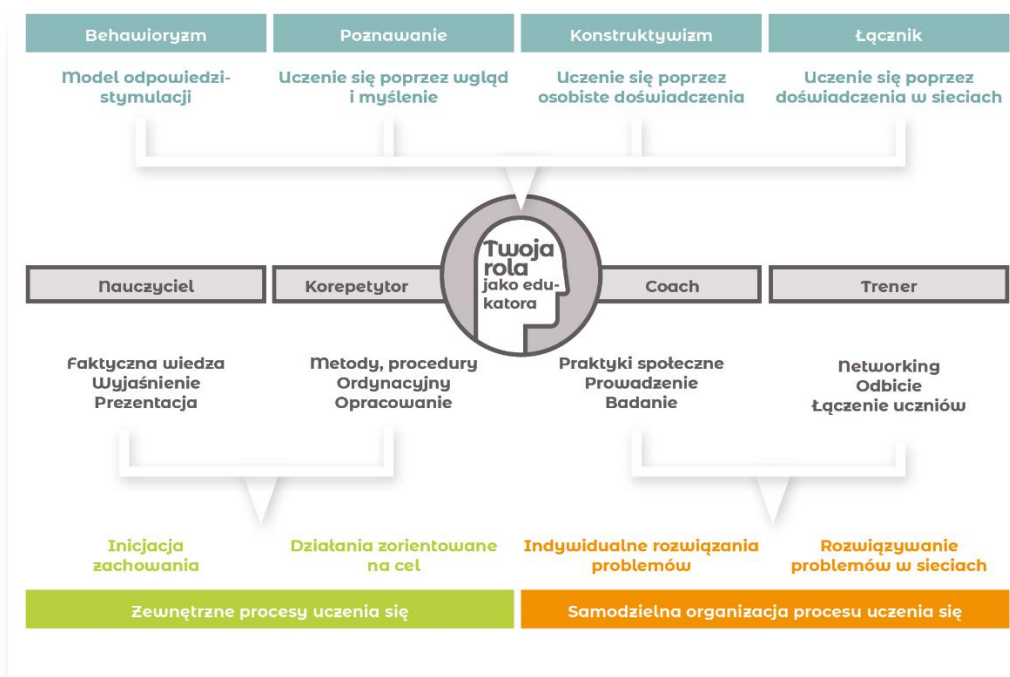 Behawioryzm
Poznawanie
Konstruktywizm
Łącznik
Model odpowiedzi-
stymulacji
Uczenie się poprzez wgląd
i myślenie
Uczenie się poprzez
osobiste doświadczenia
Uczenie się poprzez
doświadczenia w sieciach
Twoja
rola
jako edu-
katora
Nauczyciel
Korepetytor
Coach
Trener
Faktyczna wiedza
Wyjaśnienie
Prezentacja
Metody, procedury
Ordynacyjny
Opracowanie
Praktyki społeczne
Prowadzenie
Badanie
Networking
Odbicie
Łączenie uczniów
Inicjacja
zachowania
Działania zorientowane
na cel
Indywidualne rozwiązania
problemów
Rozwiązywanie
problemów w sieciach
Zewnętrzne procesy uczenia się
Samodzielna organizacja procesu uczenia się